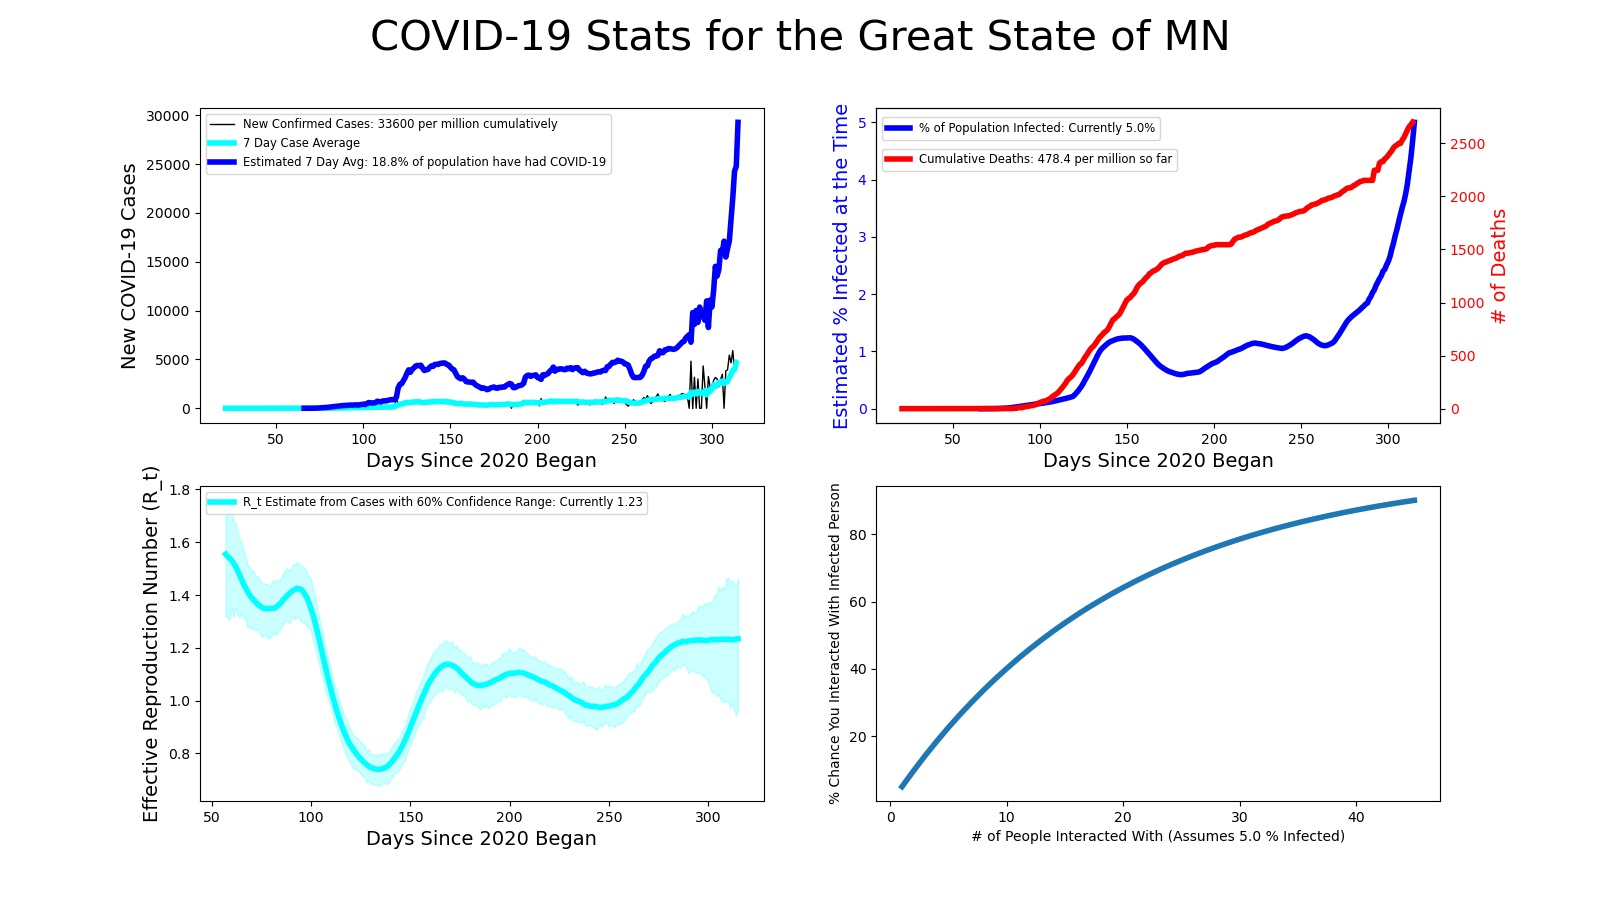 COVID-19 Stats for the Great State of MN
New COVID-19 Cases
30000
25000
20000
15000
10000
5000
0
New Confirmed Cases: 33600 per million cumulatively
7 Day Case Average
Estimated 7 Day Avg: 18.8% of population have had COVID-19
50 100 150 200 250 300
Days Since 2020 Began
Estimated % Infected at the Time
5
4
3
2
1
0
% of Population Infected: Currently 5.0%
Cumulative Deaths: 478.4 per million so far
2500
2000
1500
1000
500
0
# of Deaths
50 100 150 200 250 300
Days Since 2020 Began
Effective Reproduction Number (R_t)
1.8
1.6
1.4
1.2
1.0
0.8
R_t Estimate from Cases with 60% Confidence Range: Currently 1.23
50 100 150 200 250 300
Days Since 2020 Began
% Chance You Interacted With Infected Person
80
60
40
20
0 10 20 30 40
# of People Interacted With (Assumes 5.0 % Infected)